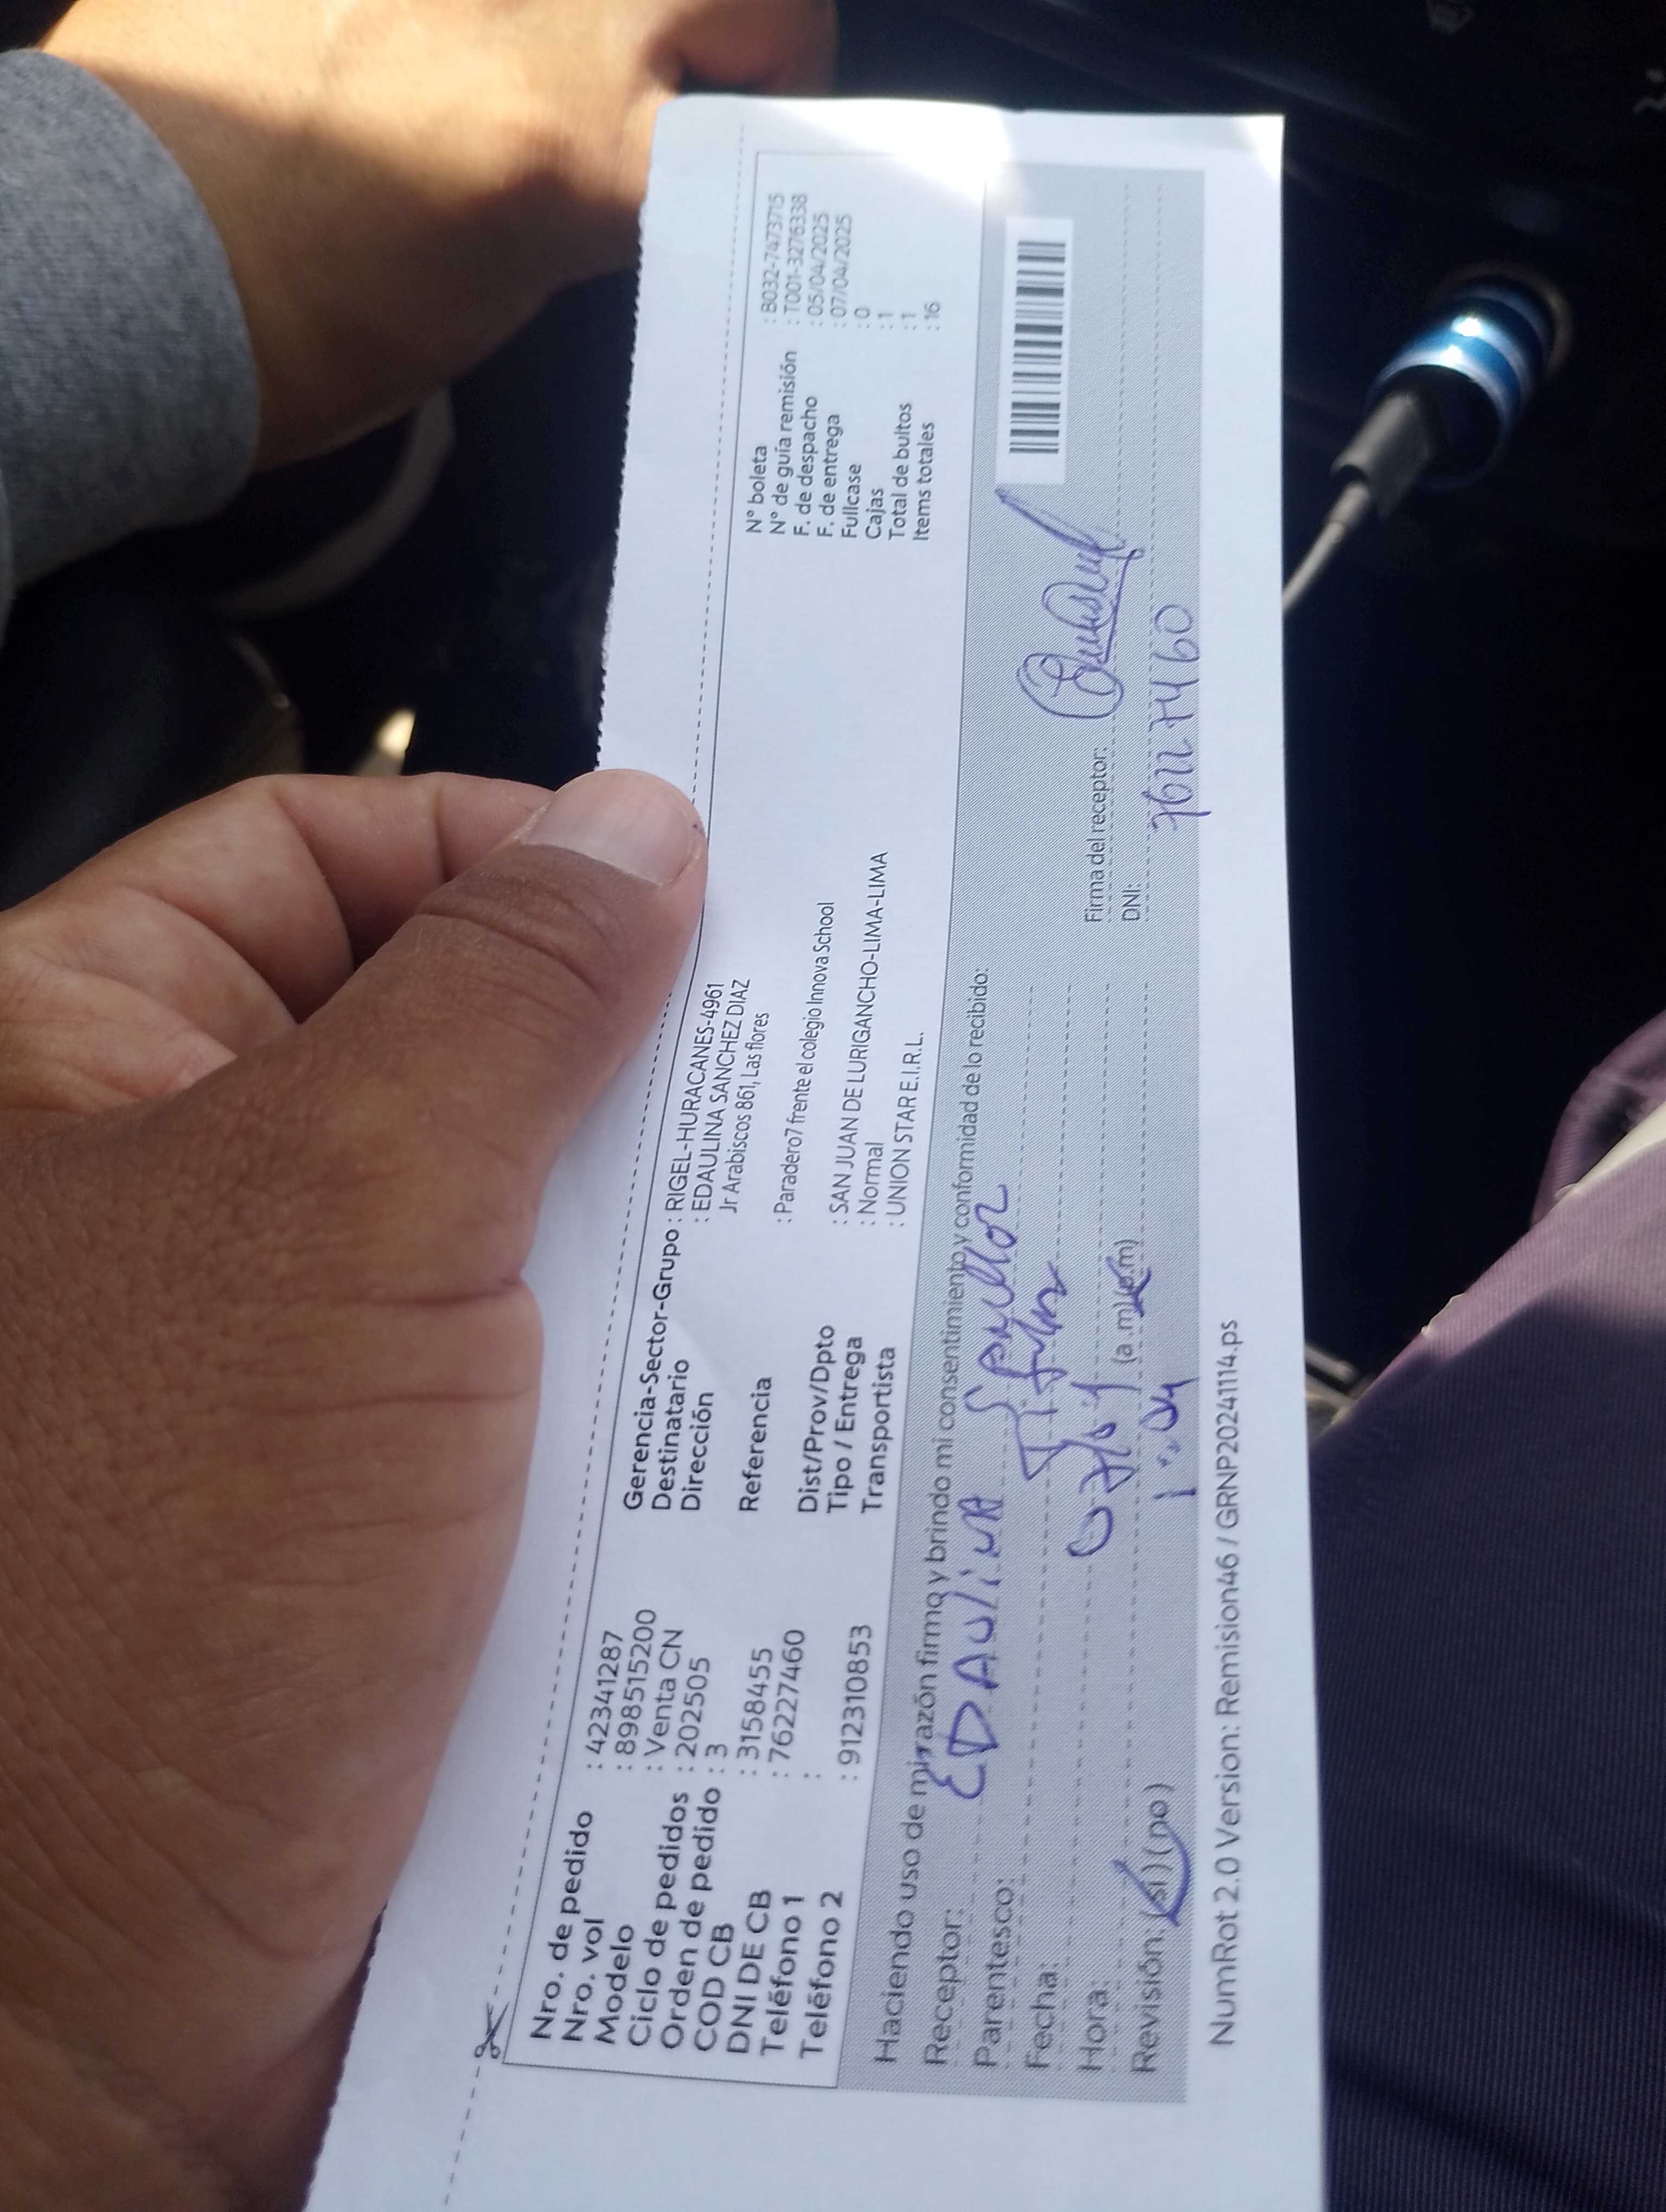 Nro. de pedido : 42341287
Nro. vol : 898515200
Modelo : Venta CN
Ciclo de pedidos : 202505
Orden de pedido : 3
COD CB : 3158455
DNI DE CB : 76227460
Teléfono 1 :
Teléfono 2 : 912310853
Gerencia-Sector-Grupo : RIGEL-HURACANES-4961
Destinatario : EDAULINA SANCHEZ DIAZ
Dirección Jr Arabiscos 861, Las flores
Referencia : Paradero7 frente el colegio Innova School
Dist/Prov/Dpto : SAN JUAN DE LURIGANCHO-LIMA-LIMA
Tipo / Entrega : Normal
Transportista : UNION STAR E.I.R.L.
N° boleta : B032-7473715
N° de guía remisión : T001-3276338
F. de despacho : 05/04/2025
F. de entrega : 07/04/2025
Fullcase : 0
Cajas : 1
Total de bultos : 1
Items totales : 16
Haciendo uso de mi razón firmo y brindo mi consentimiento y conformidad de lo recibido:
Receptor: EDAulinA
Parentesco:
Fecha:
Hora: (a.m)(p.m)
Revisión: (si) (no)
Firma del receptor:
DNI:
NumRot 2.0 Version: Remision46 / GRNP20241114.ps